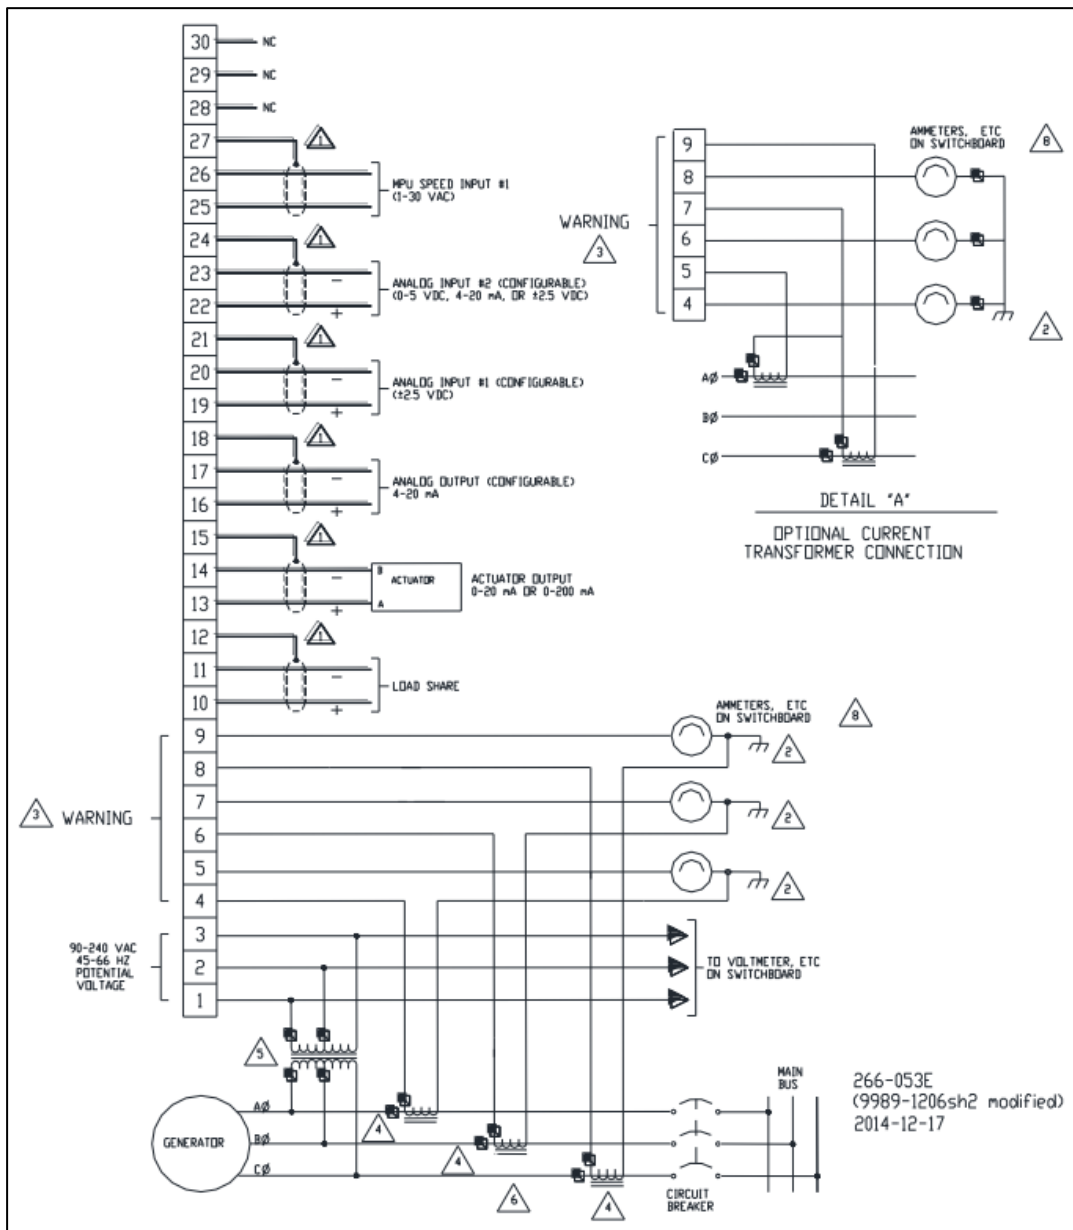 30 NC
29 NC
28 NC
27 1
26
25
MPU SPEED INPUT #1
(1-30 VAC)
24 1
23 -
22 +
ANALOG INPUT #2 (CONFIGURABLE)
(0-5 VDC, 4-20 mA, OR ±2.5 VDC)
21 1
20 -
19 +
ANALOG INPUT #1 (CONFIGURABLE)
(±2.5 VDC)
18 1
17 -
16 +
ANALOG OUTPUT (CONFIGURABLE)
4-20 mA
15 1
14 - B
13 + A
ACTUATOR
ACTUATOR OUTPUT
0-20 mA OR 0-200 mA
12 1
11 -
10 +
LOAD SHARE
9
8
7
6
5
4
3 WARNING
AMMETERS, ETC
ON SWITCHBOARD
8
2
2
2
3
2
1
90-240 VAC
45-66 HZ
POTENTIAL
VOLTAGE
TO VOLTMETER, ETC
ON SWITCHBOARD
5
GENERATOR
AØ
BØ
CØ
4
4
6
4
CIRCUIT
BREAKER
MAIN
BUS
266-053E
(9989-1206sh2 modified)
2014-12-17
9
8
7
6
5
4
WARNING
3
AMMETERS, ETC
ON SWITCHBOARD
8
2
AØ
BØ
CØ
DETAIL "A"
OPTIONAL CURRENT
TRANSFORMER CONNECTION